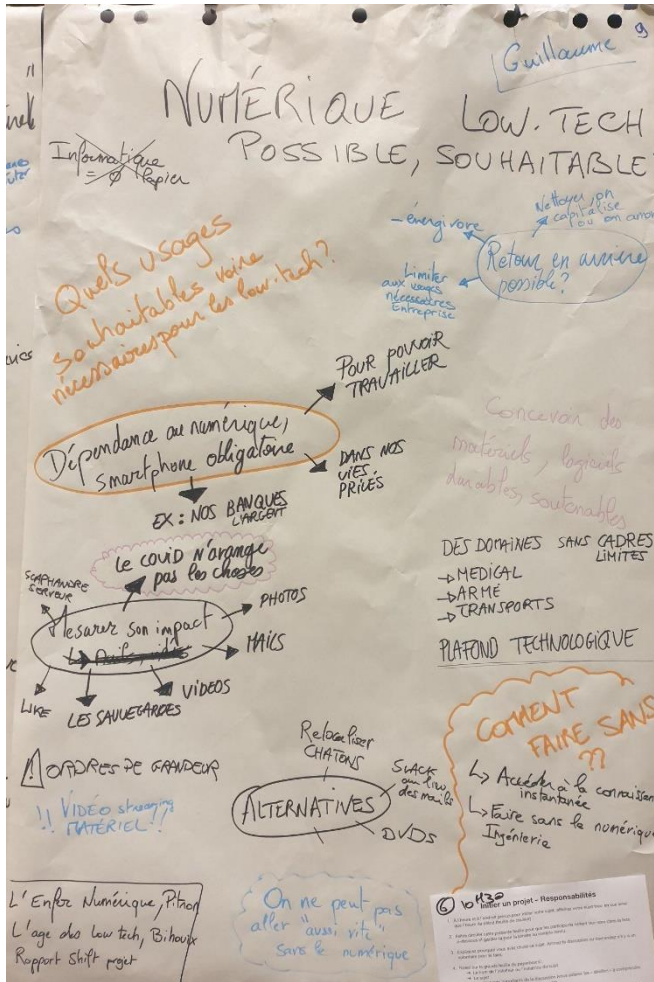 Guillaume
9
NUMÉRIQUE LOW.TECH
POSSIBLE, SOUHAITABLE
Informatique
= Ø Papier
Quels usages
souhaitables voire
nécessaires pour les low.tech?
- énergivore
Nettoyer, on
capitalise
Retour en arrière
possible?
Limiter
aux usages
nécessaires
Entreprise
Dépendance au numérique,
smartphone obligatoire
POUR POUVOIR
TRAVAILLER
DANS NOS
VIES
PRIVÉS
EX: NOS BANQUES
L'ARGENT
Concevoir des
matériels, logiciels
durables, soutenables
Le covid n'arrange
pas les choses
SCAPHANDRE
SERVEUR
Mesurer son impact
PHOTOS
MAILS
VIDEOS
LES SAUVEGARDES
LIKE
DES DOMAINES SANS CADRES
LIMITES
→ MEDICAL
→ ARMÉ
→ TRANSPORTS
PLAFOND TECHNOLOGIQUE
! ORDRES DE GRANDEUR
!! VIDÉO streaming
MATÉRIEL !!
Relocaliser
CHATONS
SLACK
au lieu
des mails
ALTERNATIVES
DVDS
COMMENT
FAIRE SANS
??
↳ Accéder à la
instantanée
↳ Faire sans le
Ingénierie
L'Enfer Numérique, Pitron
L'age des Low tech, Bihouix
Rapport Shift projet
On ne peut pas
aller "aussi vite"
sans le numérique
6 10H30
Initier un projet – Responsabilités